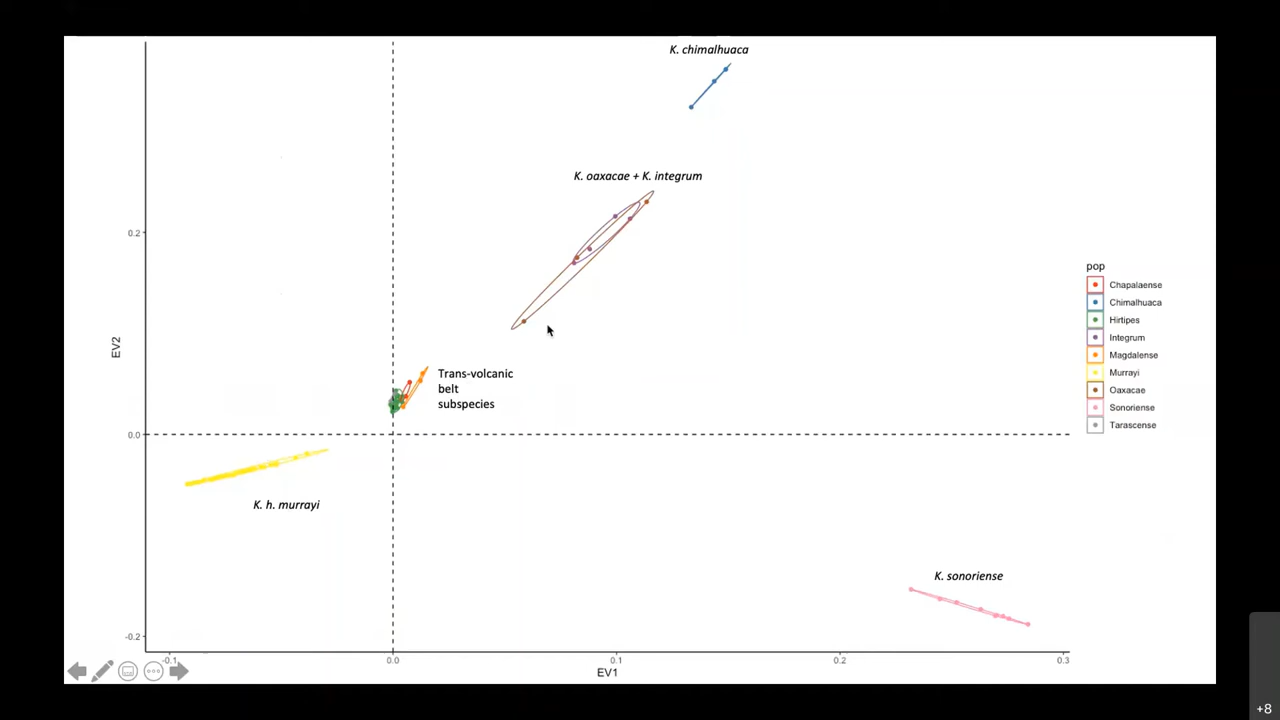 K. chimalhuaca
K. oaxacae + K. integrum
0.2
pop
Chapalaense
Chimalhuaca
Hirtipes
Integrum
Magdalense
Murrayi
Oaxacae
Sonoriense
Tarascense
EV2
Trans-volcanic
belt
subspecies
0.0
K. h. murrayi
K. sonoriense
-0.2
-0.1
0.0
0.1
0.2
0.3
EV1
+8